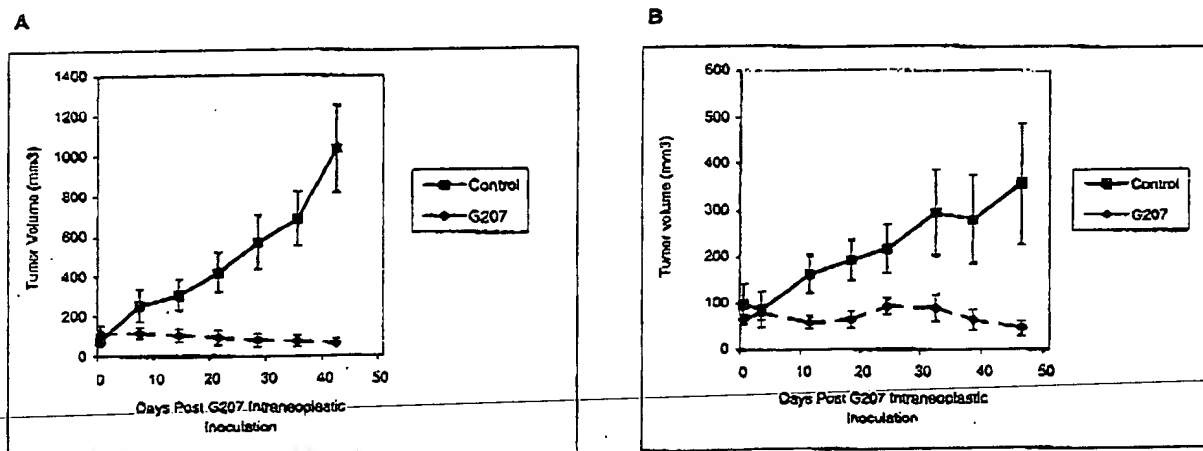 A
1400
1200
1000
800
600
400
200
0
Tumor Volume (mm3)
0 10 20 30 40 50
Days Post G207 Intraneoplastic
Inoculation
Control
G207
B
600
500
400
300
200
100
0
Tumor volume (mm3)
0 10 20 30 40 50
Days Post G207 Intraneoplastic
Inoculation
Control
G207